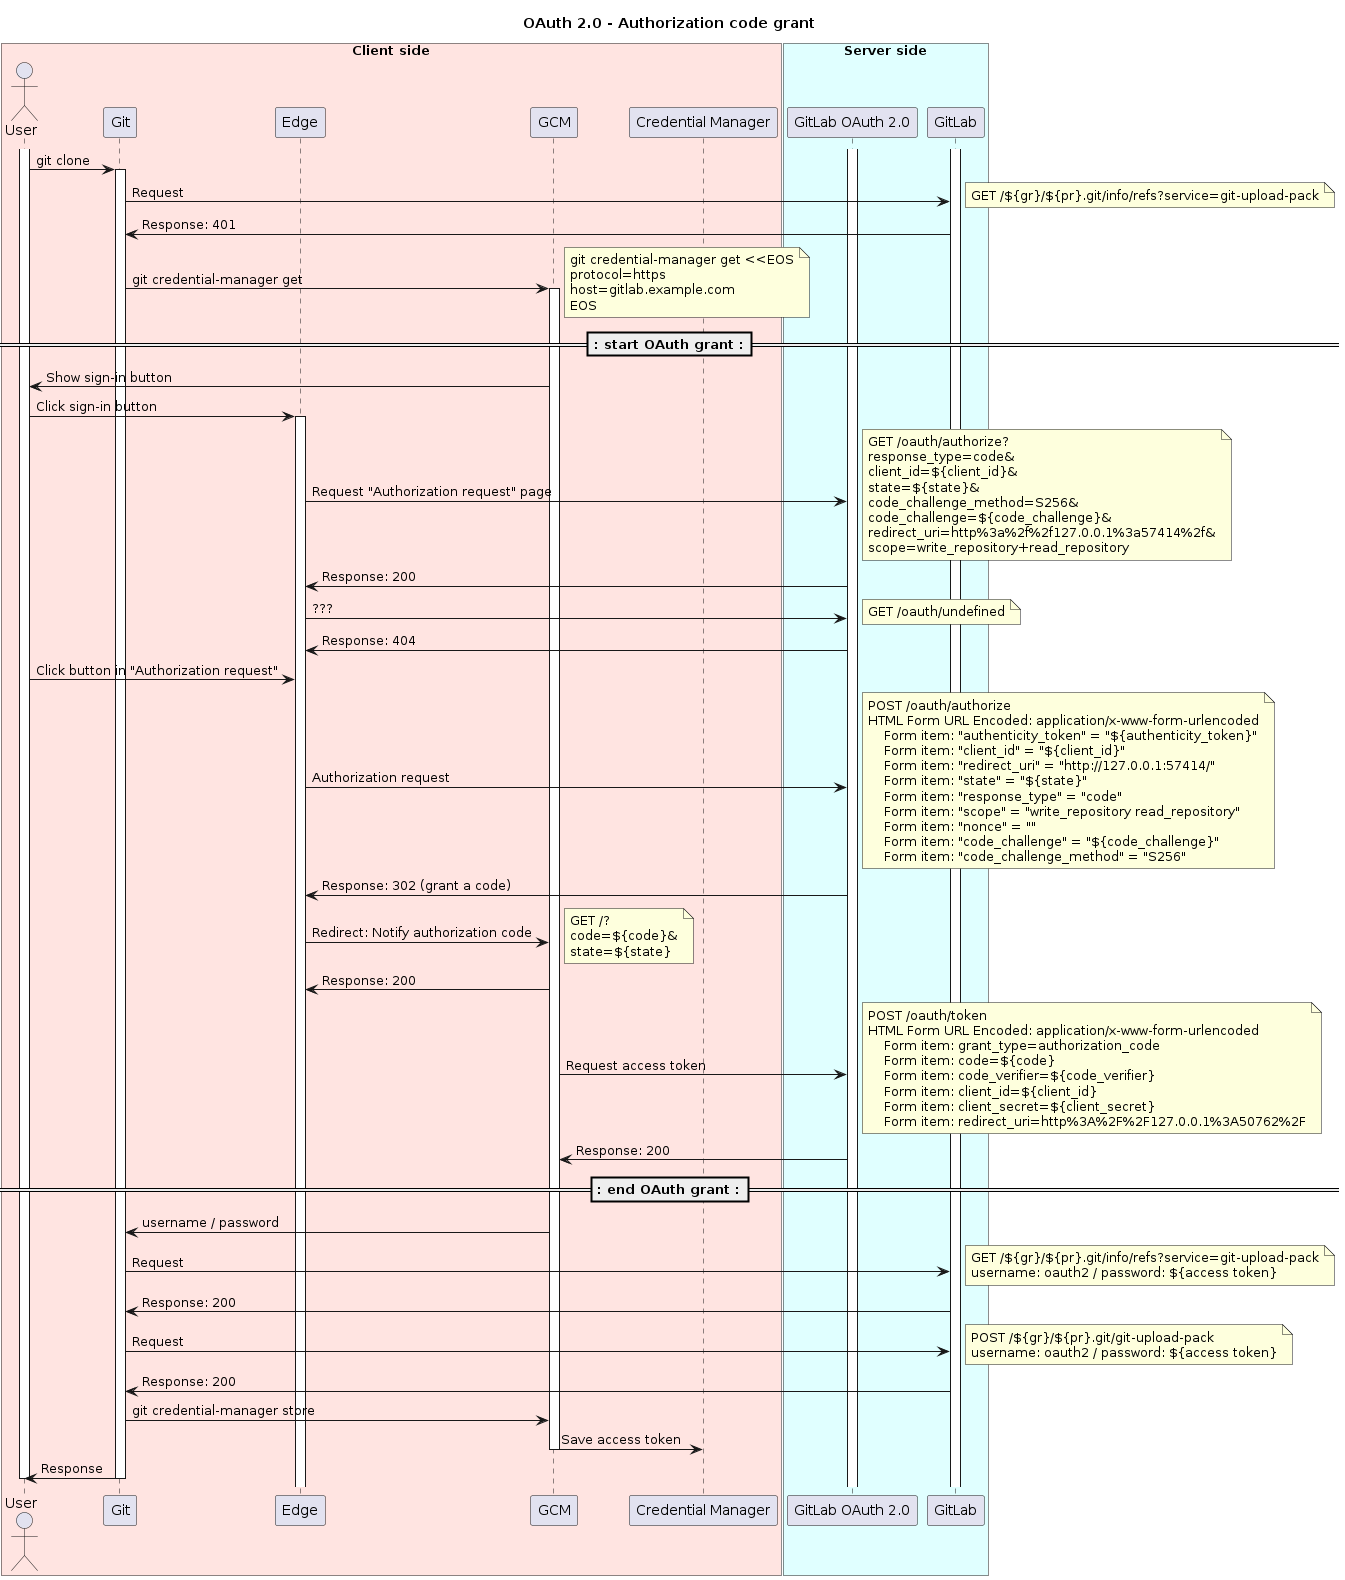 OAuth 2.0 - Authorization code grant
Client side
Server side
User
Git
Edge
GCM
Credential Manager
GitLab OAuth 2.0
GitLab
git clone
Request
GET /${gr}/${pr}.git/info/refs?service=git-upload-pack
Response: 401
git credential-manager get
git credential-manager get <<EOS
protocol=https
host=gitlab.example.com
EOS
: start OAuth grant :
Show sign-in button
Click sign-in button
Request "Authorization request" page
GET /oauth/authorize?
response_type=code&
client_id=${client_id}&
state=${state}&
code_challenge_method=S256&
code_challenge=${code_challenge}&
redirect_uri=http%3a%2f%2f127.0.0.1%3a57414%2f&
scope=write_repository+read_repository
Response: 200
???
GET /oauth/undefined
Response: 404
Click button in "Authorization request"
Authorization request
POST /oauth/authorize
HTML Form URL Encoded: application/x-www-form-urlencoded
Form item: "authenticity_token" = "${authenticity_token}"
Form item: "client_id" = "${client_id}"
Form item: "redirect_uri" = "http://127.0.0.1:57414/"
Form item: "state" = "${state}"
Form item: "response_type" = "code"
Form item: "scope" = "write_repository read_repository"
Form item: "nonce" = ""
Form item: "code_challenge" = "${code_challenge}"
Form item: "code_challenge_method" = "S256"
Response: 302 (grant a code)
Redirect: Notify authorization code
GET /?
code=${code}&
state=${state}
Response: 200
Request access token
POST /oauth/token
HTML Form URL Encoded: application/x-www-form-urlencoded
Form item: grant_type=authorization_code
Form item: code=${code}
Form item: code_verifier=${code_verifier}
Form item: client_id=${client_id}
Form item: client_secret=${client_secret}
Form item: redirect_uri=http%3A%2F%2F127.0.0.1%3A50762%2F
Response: 200
: end OAuth grant :
username / password
Request
GET /${gr}/${pr}.git/info/refs?service=git-upload-pack
username: oauth2 / password: ${access token}
Response: 200
Request
POST /${gr}/${pr}.git/git-upload-pack
username: oauth2 / password: ${access token}
Response: 200
git credential-manager store
Save access token
Response
User
Git
Edge
GCM
Credential Manager
GitLab OAuth 2.0
GitLab